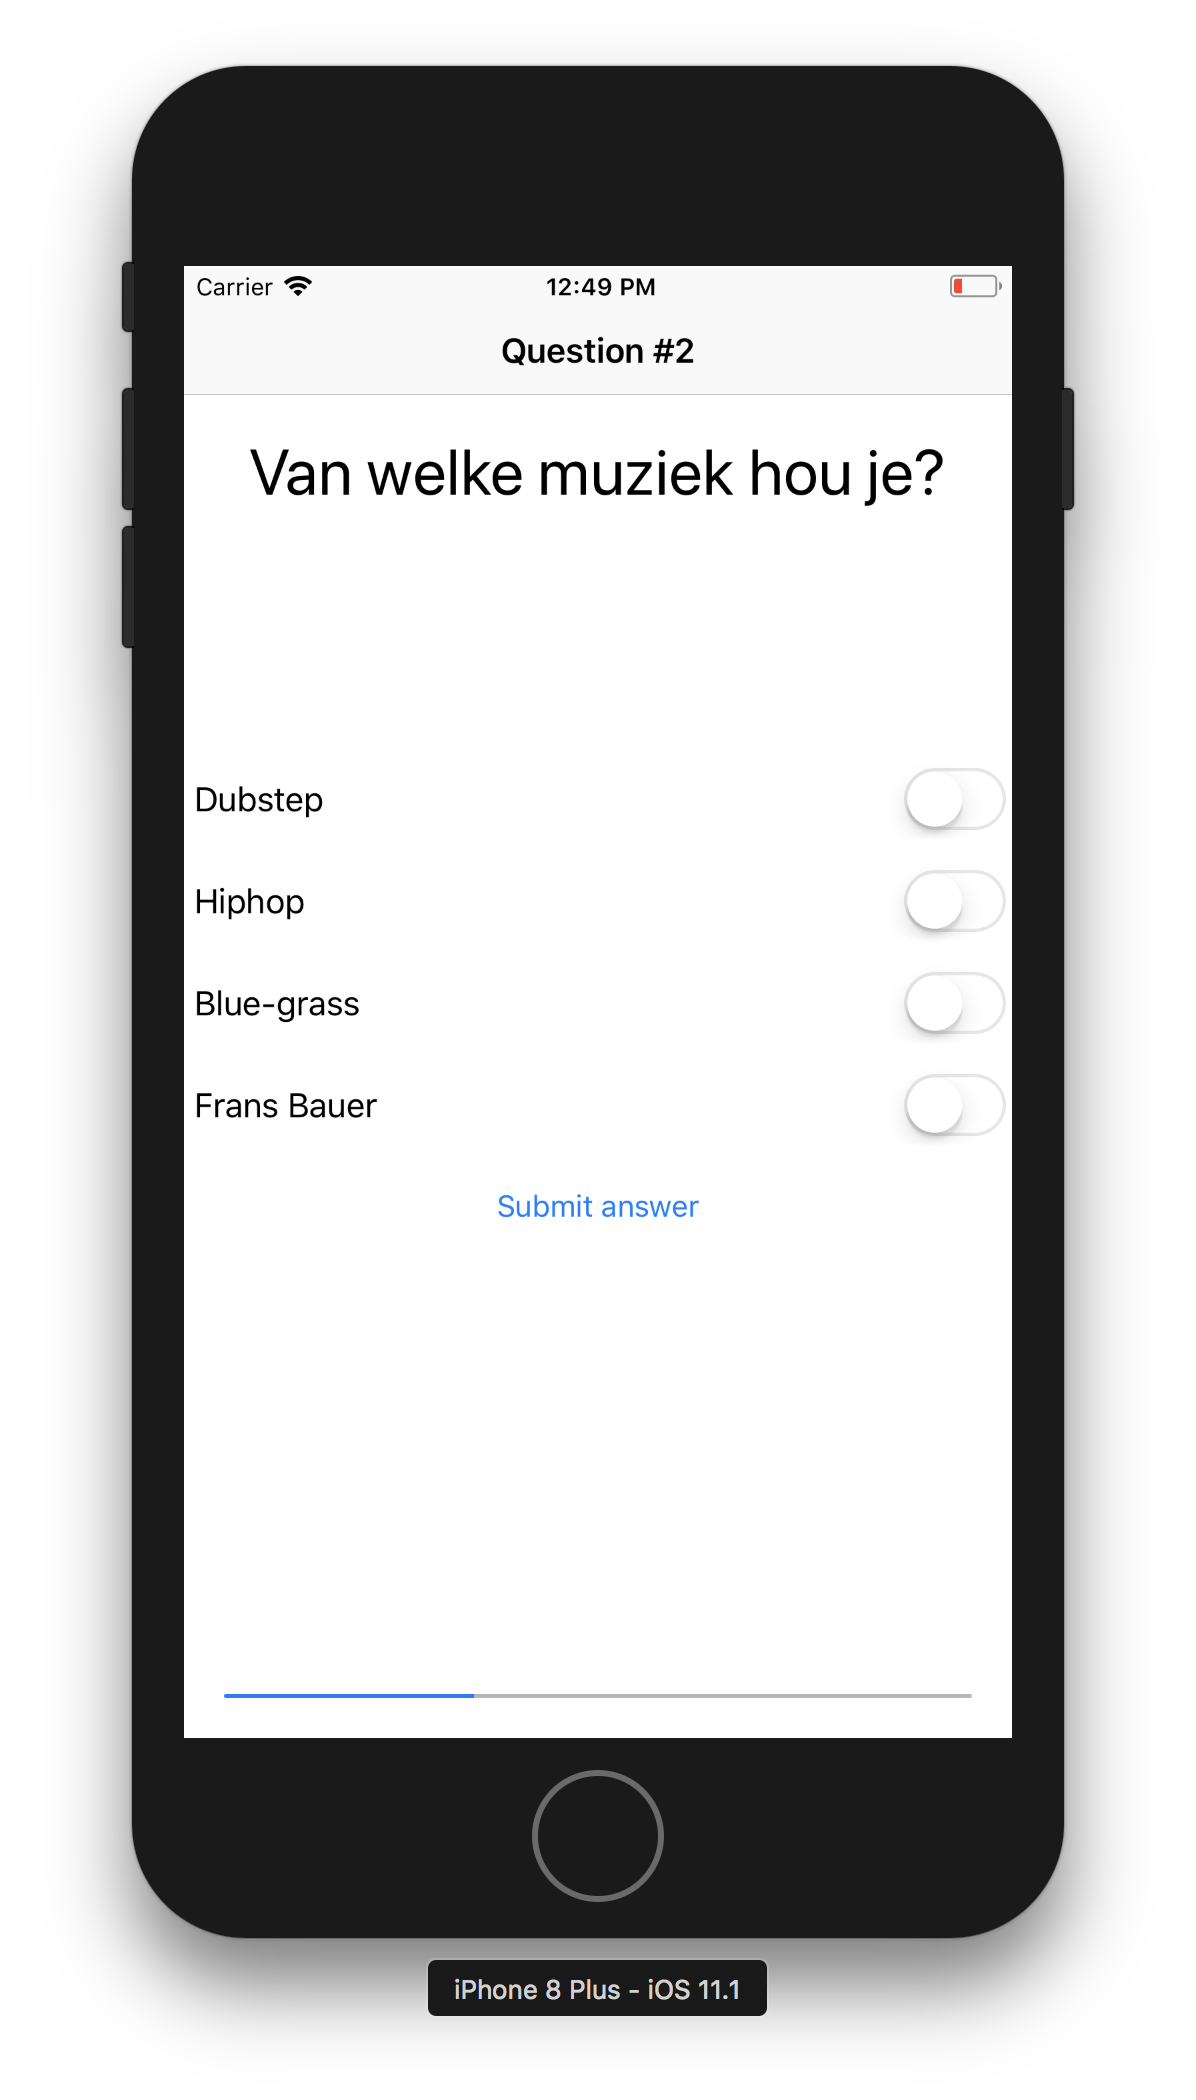 Carrier
12:49 PM
Question #2
Van welke muziek hou je?
Dubstep
Hiphop
Blue-grass
Frans Bauer
Submit answer
iPhone 8 Plus - iOS 11.1